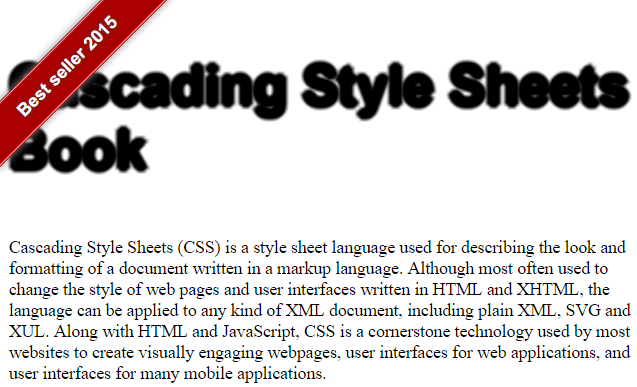 Best seller 2015
Cascading Style Sheets
Book
Cascading Style Sheets (CSS) is a style sheet language used for describing the look and
formatting of a document written in a markup language. Although most often used to
change the style of web pages and user interfaces written in HTML and XHTML, the
language can be applied to any kind of XML document, including plain XML, SVG and
XUL. Along with HTML and JavaScript, CSS is a cornerstone technology used by most
websites to create visually engaging webpages, user interfaces for web applications, and
user interfaces for many mobile applications.